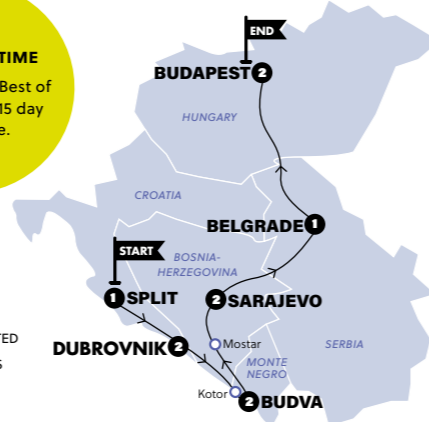 TIME
Best of
15 day
e.
END
BUDAPEST 2
HUNGARY
CROATIA
BELGRADE 1
START
BOSNIA-
HERZEGOVINA
1 SPLIT
2 SARAJEVO
TED
S
DUBROVNIK 2
Mostar
SERBIA
MONTE
NEGRO
Kotor
2 BUDVA